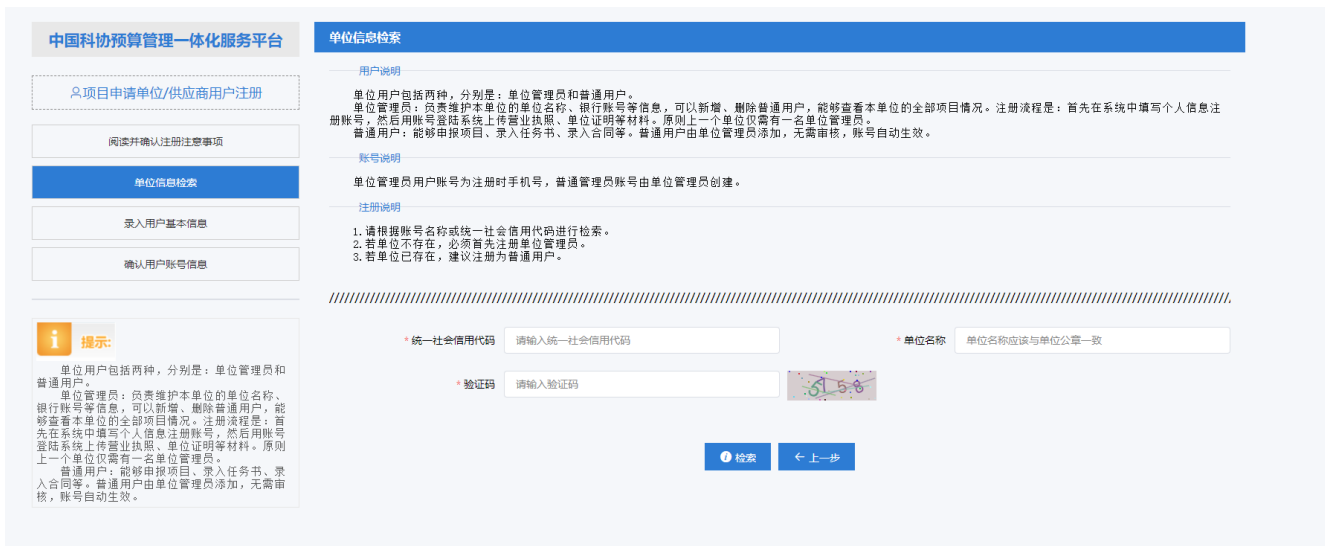 中国科协预算管理一体化服务平台
项目申请单位/供应商用户注册
阅读并确认注册注意事项
单位信息检索
录入用户基本信息
确认用户账号信息
提示:
单位用户包括两种，分别是：单位管理员和
普通用户。
单位管理员：负责维护本单位的单位名称、
银行账号等信息，可以新增、删除普通用户，能
够查看本单位的全部项目情况。注册流程是：首
先在系统中填写个人信息注册账号，然后用账号
登陆系统上传营业执照、单位证明等材料。原则
上一个单位仅需有一名单位管理员。
普通用户：能够申报项目、录入任务书、录
入合同等。普通用户由单位管理员添加，无需审
核，账号自动生效。
单位信息检索
用户说明
单位用户包括两种，分别是：单位管理员和普通用户。
单位管理员：负责维护本单位的单位名称、银行账号等信息，可以新增、删除普通用户，能够查看本单位的全部项目情况。注册流程是：首先在系统中填写个人信息注
册账号，然后用账号登陆系统上传营业执照、单位证明等材料。原则上一个单位仅需有一名单位管理员。
普通用户：能够申报项目、录入任务书、录入合同等。普通用户由单位管理员添加，无需审核，账号自动生效。
账号说明
单位管理员用户账号为注册时手机号，普通管理员账号由单位管理员创建。
注册说明
1.请根据账号名称或统一社会信用代码进行检索。
2.若单位不存在，必须首先注册单位管理员。
3.若单位已存在，建议注册为普通用户。
* 统一社会信用代码 请输入统一社会信用代码 * 单位名称 单位名称应该与单位公章一致
* 验证码 请输入验证码
检索 上一步